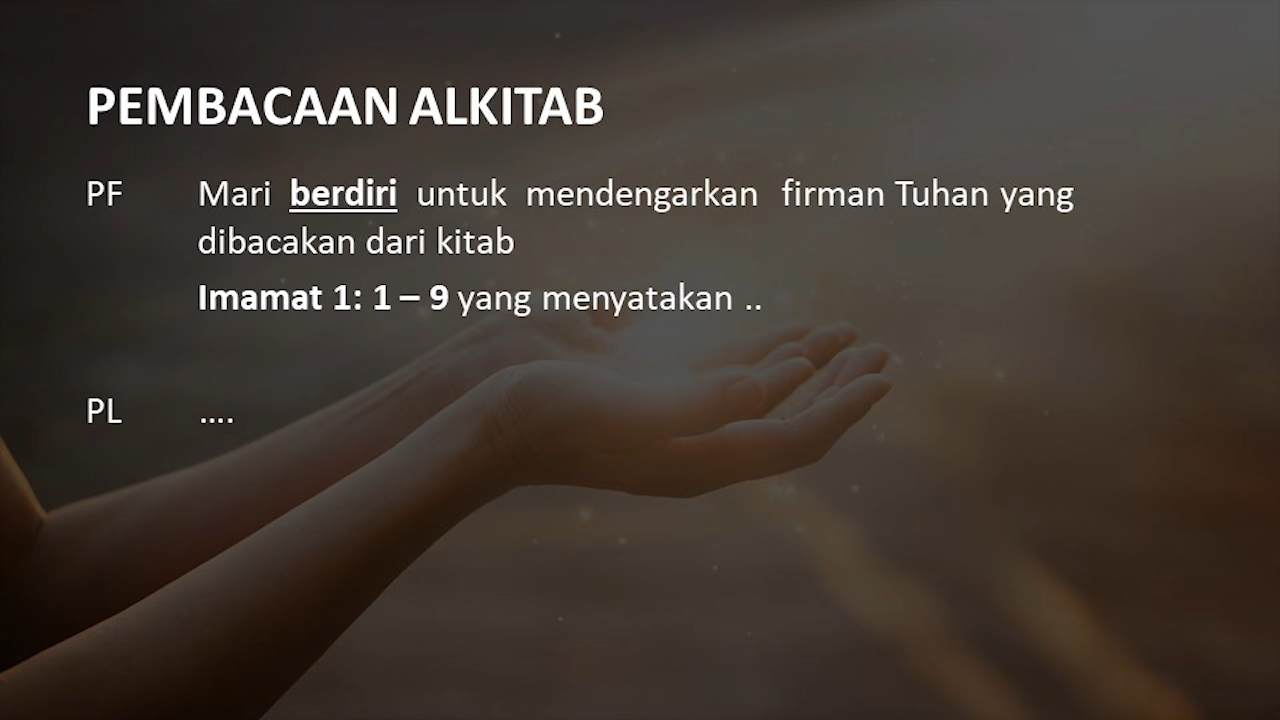 PEMBACAAN ALKITAB
PF Mari berdiri untuk mendengarkan firman Tuhan yang
dibacakan dari kitab
Imamat 1: 1 – 9 yang menyatakan ..
PL ....